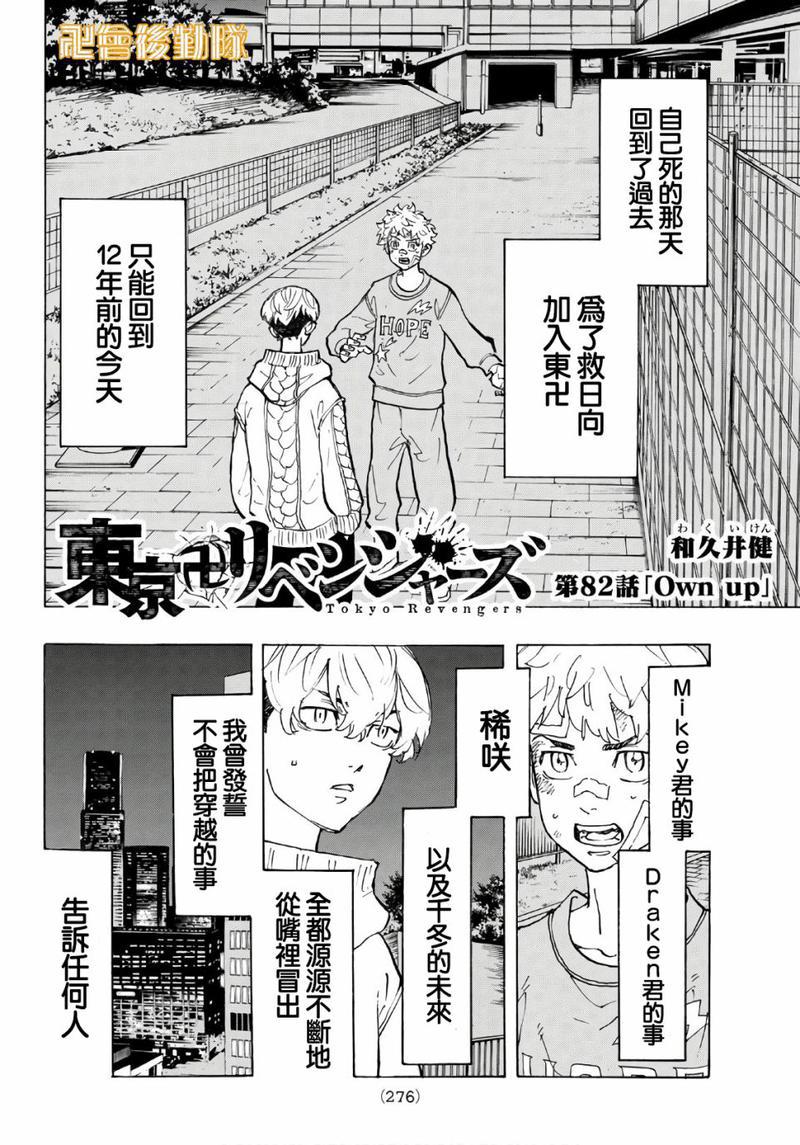 卍會後勤隊
自己死的那天
回到了過去
爲了救日向
加入東卍
只能回到
12年前的今天
東京卍リベンジャーズ
Tokyo Revengers
わくいけん
和久井健
第82話「Own up」
Mikey君的事
Draken君的事
稀咲
以及千冬的未來
全都源源不斷地
從嘴裡冒出
我曾發誓
不會把穿越的事
告訴任何人
HOPE
HOPE
(276)